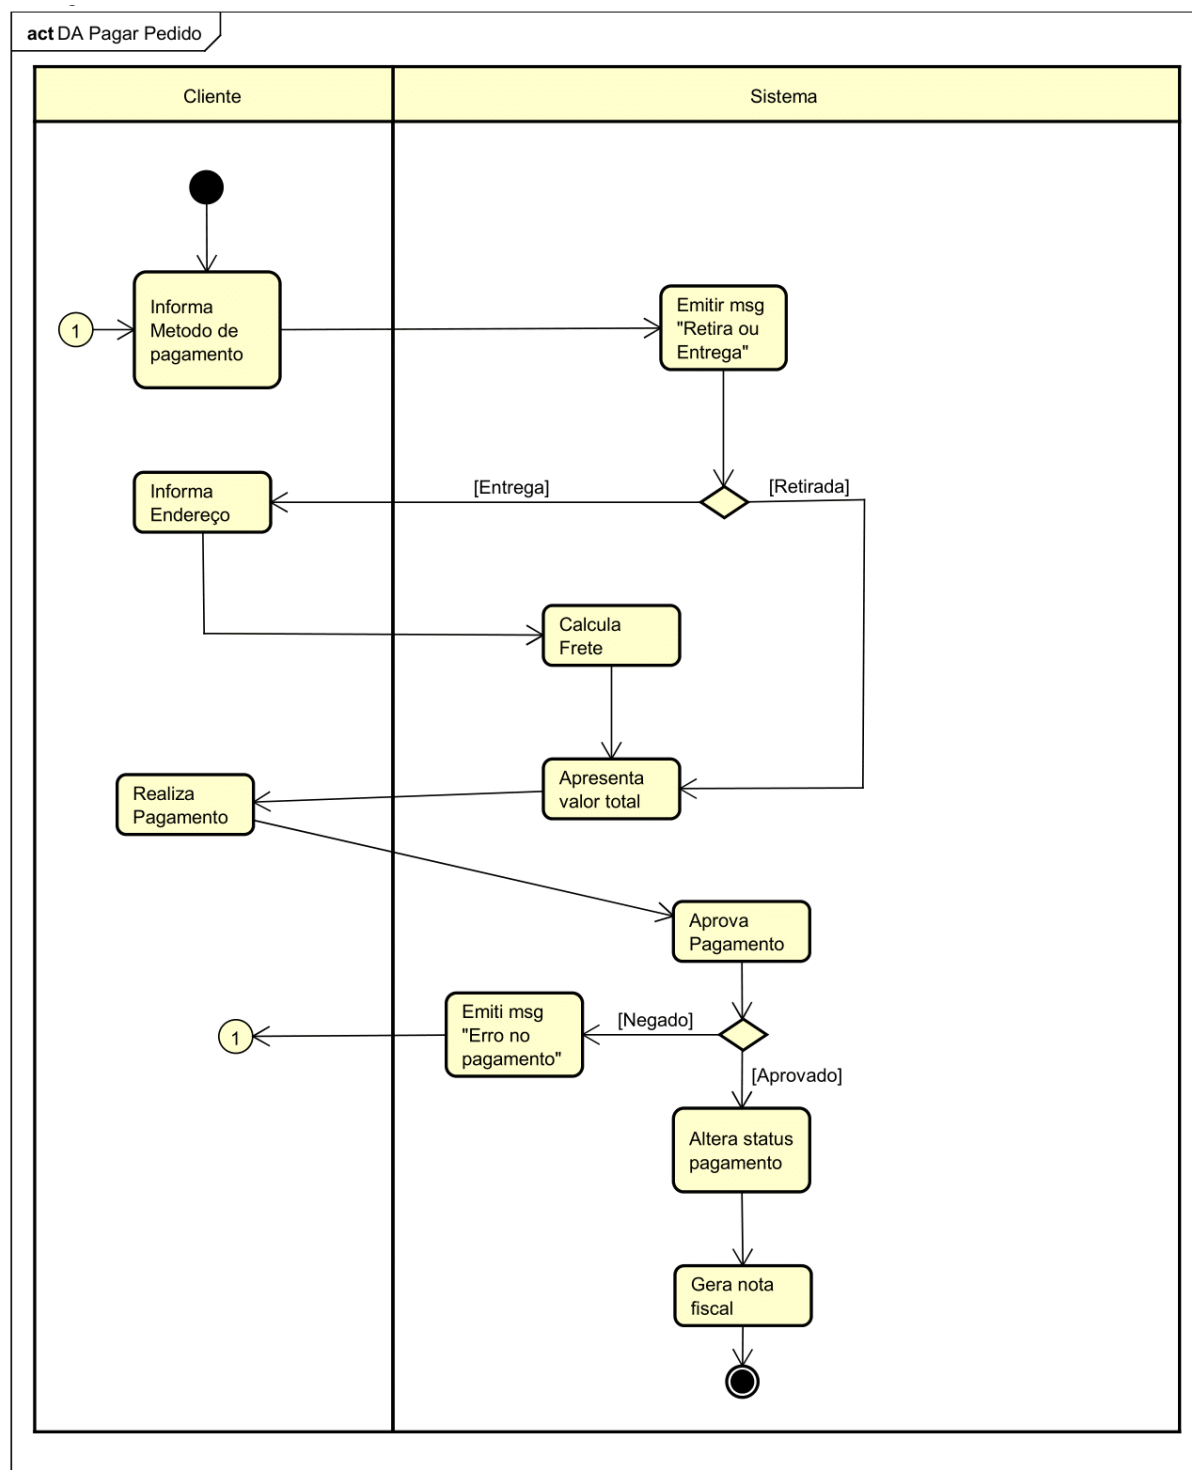 act DA Pagar Pedido
Cliente
Sistema
Informa
Metodo de
pagamento
1
Emitir msg
"Retira ou
Entrega"
Informa
Endereço
[Entrega]
[Retirada]
Calcula
Frete
Apresenta
valor total
Realiza
Pagamento
Aprova
Pagamento
[Negado]
Emiti msg
"Erro no
pagamento"
1
[Aprovado]
Altera status
pagamento
Gera nota
fiscal